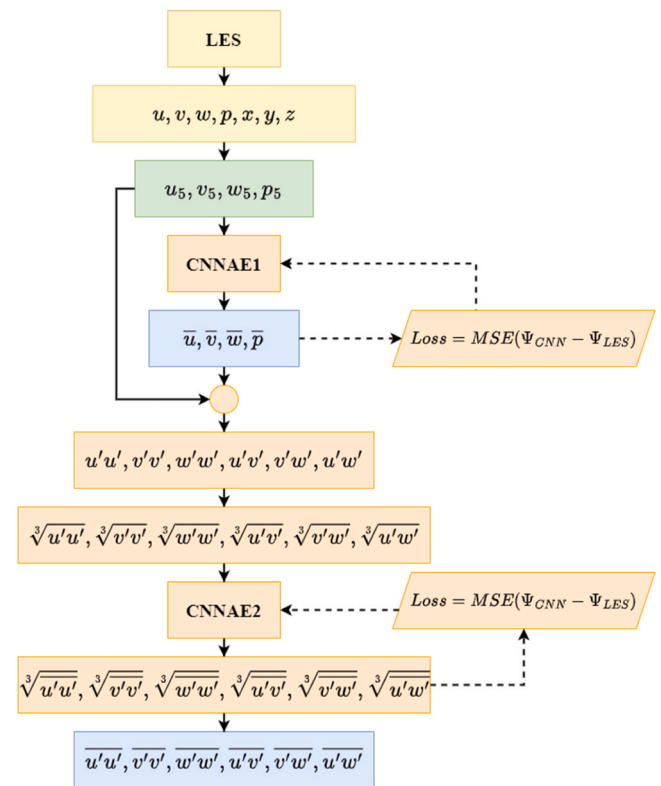 LES
u, v, w, p, x, y, z
u₅, v₅, w₅, p₅
CNNAE1
u̅, v̅, w̅, p̅
Loss = MSE(Ψ_CNN − Ψ_LES)
u'u', v'v', w'w', u'v', v'w', u'w'
∛(u'u'), ∛(v'v'), ∛(w'w'), ∛(u'v'), ∛(v'w'), ∛(u'w')
CNNAE2
Loss = MSE(Ψ_CNN − Ψ_LES)
∛(u̅'̅u̅'̅), ∛(v̅'̅v̅'̅), ∛(w̅'̅w̅'̅), ∛(u̅'̅v̅'̅), ∛(v̅'̅w̅'̅), ∛(u̅'̅w̅'̅)
u̅'̅u̅'̅, v̅'̅v̅'̅, w̅'̅w̅'̅, u̅'̅v̅'̅, v̅'̅w̅'̅, u̅'̅w̅'̅